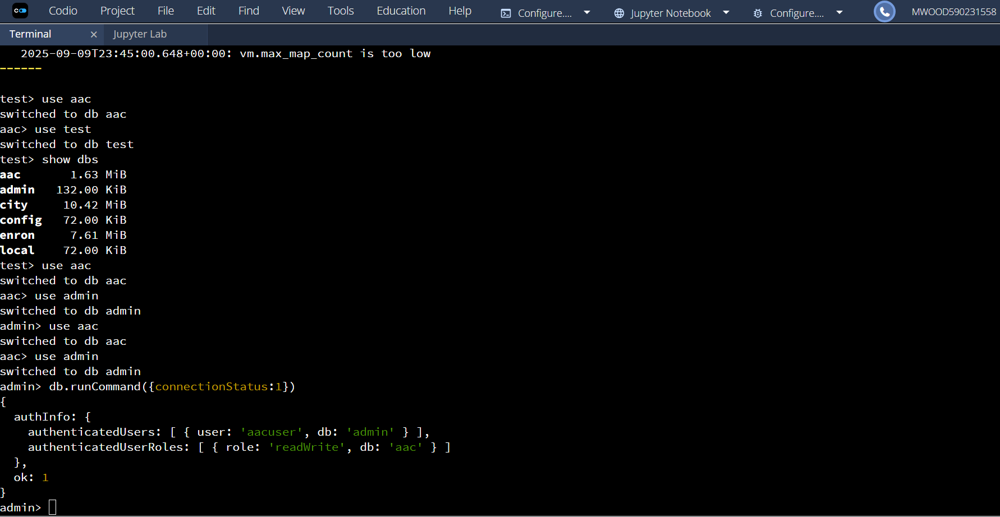 CO Codio Project File Edit Find View Tools Education Help Configure.... Jupyter Notebook Configure.... MWOOD590231558
Terminal × Jupyter Lab
2025-09-09T23:45:00.648+00:00: vm.max_map_count is too low
------
test> use aac
switched to db aac
aac> use test
switched to db test
test> show dbs
aac 1.63 MiB
admin 132.00 KiB
city 10.42 MiB
config 72.00 KiB
enron 7.61 MiB
local 72.00 KiB
test> use aac
switched to db aac
aac> use admin
switched to db admin
admin> use aac
switched to db aac
aac> use admin
switched to db admin
admin> db.runCommand({connectionStatus:1})
{
  authInfo: {
    authenticatedUsers: [ { user: 'aacuser', db: 'admin' } ],
    authenticatedUserRoles: [ { role: 'readWrite', db: 'aac' } ]
  },
  ok: 1
}
admin>